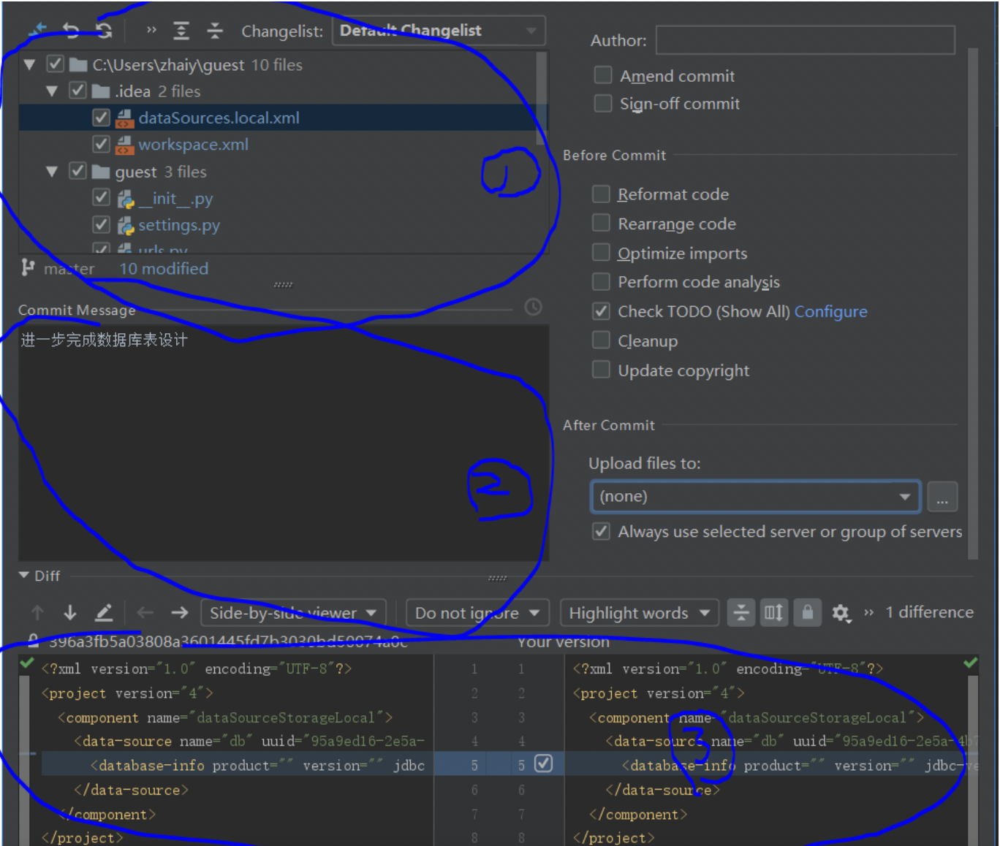 Changelist: Default Changelist
C:\Users\zhaiy\guest 10 files
.idea 2 files
dataSources.local.xml
workspace.xml
guest 3 files
__init__.py
settings.py
urls.py
master 10 modified
1
Commit Message
进一步完成数据库表设计
2
Author:
Amend commit
Sign-off commit
Before Commit
Reformat code
Rearrange code
Optimize imports
Perform code analysis
Check TODO (Show All) Configure
Cleanup
Update copyright
After Commit
Upload files to:
(none)
...
Always use selected server or group of servers
Diff
Side-by-side viewer Do not ignore Highlight words 1 difference
Your version
<?xml version="1.0" encoding="UTF-8"?> 1 1 <?xml version="1.0" encoding="UTF-8"?>
<project version="4"> 2 2 <project version="4">
<component name="dataSourceStorageLocal"> 3 3 <component name="dataSourceStorageLocal">
<data-source name="db" uuid="95a9ed16-2e5a- 4 4 <data-source name="db" uuid="95a9ed16-2e5a-4b7
<database-info product="" version="" jdbc 5 5 <database-info product="" version="" jdbc-ve
</data-source> 6 6 </data-source>
</component> 7 7 </component>
</project> 8 8 </project>
3